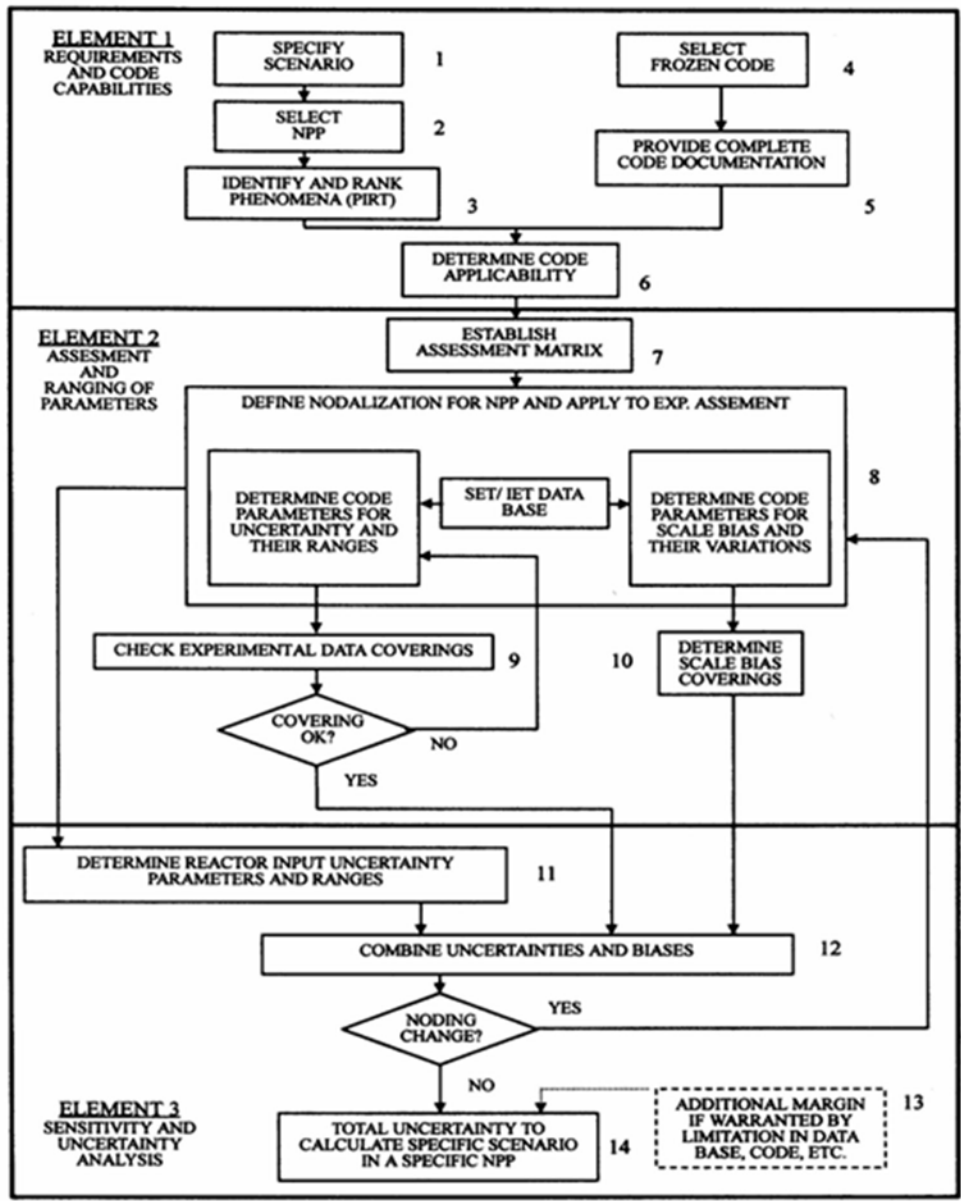 ELEMENT 1
REQUIREMENTS
AND CODE
CAPABILITIES
SPECIFY
SCENARIO
1
SELECT
NPP
2
IDENTIFY AND RANK
PHENOMENA (PIRT)
3
SELECT
FROZEN CODE
4
PROVIDE COMPLETE
CODE DOCUMENTATION
5
DETERMINE CODE
APPLICABILITY
6
ELEMENT 2
ASSESMENT
AND
RANGING OF
PARAMETERS
ESTABLISH
ASSESSMENT MATRIX
7
DEFINE NODALIZATION FOR NPP AND APPLY TO EXP. ASSEMENT
8
DETERMINE CODE
PARAMETERS FOR
UNCERTAINTY AND
THEIR RANGES
SET/ IET DATA
BASE
DETERMINE CODE
PARAMETERS FOR
SCALE BIAS AND
THEIR VARIATIONS
CHECK EXPERIMENTAL DATA COVERINGS
9
10
DETERMINE
SCALE BIAS
COVERINGS
COVERING
OK?
NO
YES
DETERMINE REACTOR INPUT UNCERTAINTY
PARAMETERS AND RANGES
11
COMBINE UNCERTAINTIES AND BIASES
12
NODING
CHANGE?
YES
NO
ELEMENT 3
SENSITIVITY AND
UNCERTAINTY
ANALYSIS
TOTAL UNCERTAINTY TO
CALCULATE SPECIFIC SCENARIO
IN A SPECIFIC NPP
14
ADDITIONAL MARGIN
IF WARRANTED BY
LIMITATION IN DATA
BASE, CODE, ETC.
13